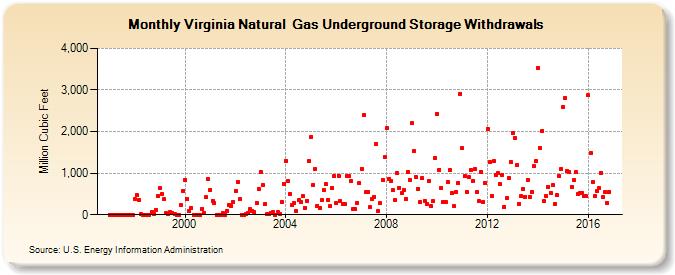 Monthly Virginia Natural Gas Underground Storage Withdrawals
Million Cubic Feet
4,000
3,000
2,000
1,000
0
2000 2004 2008 2012 2016
Source: U.S. Energy Information Administration